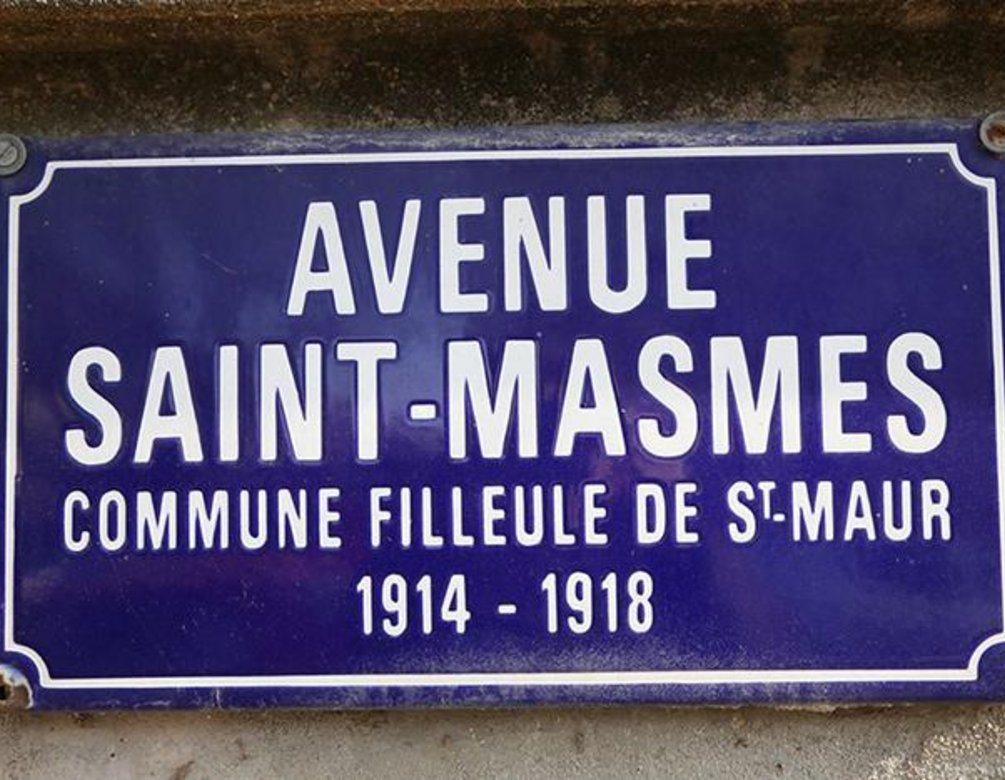 AVENUE
SAINT-MASMES
COMMUNE FILLEULE DE ST-MAUR
1914 - 1918